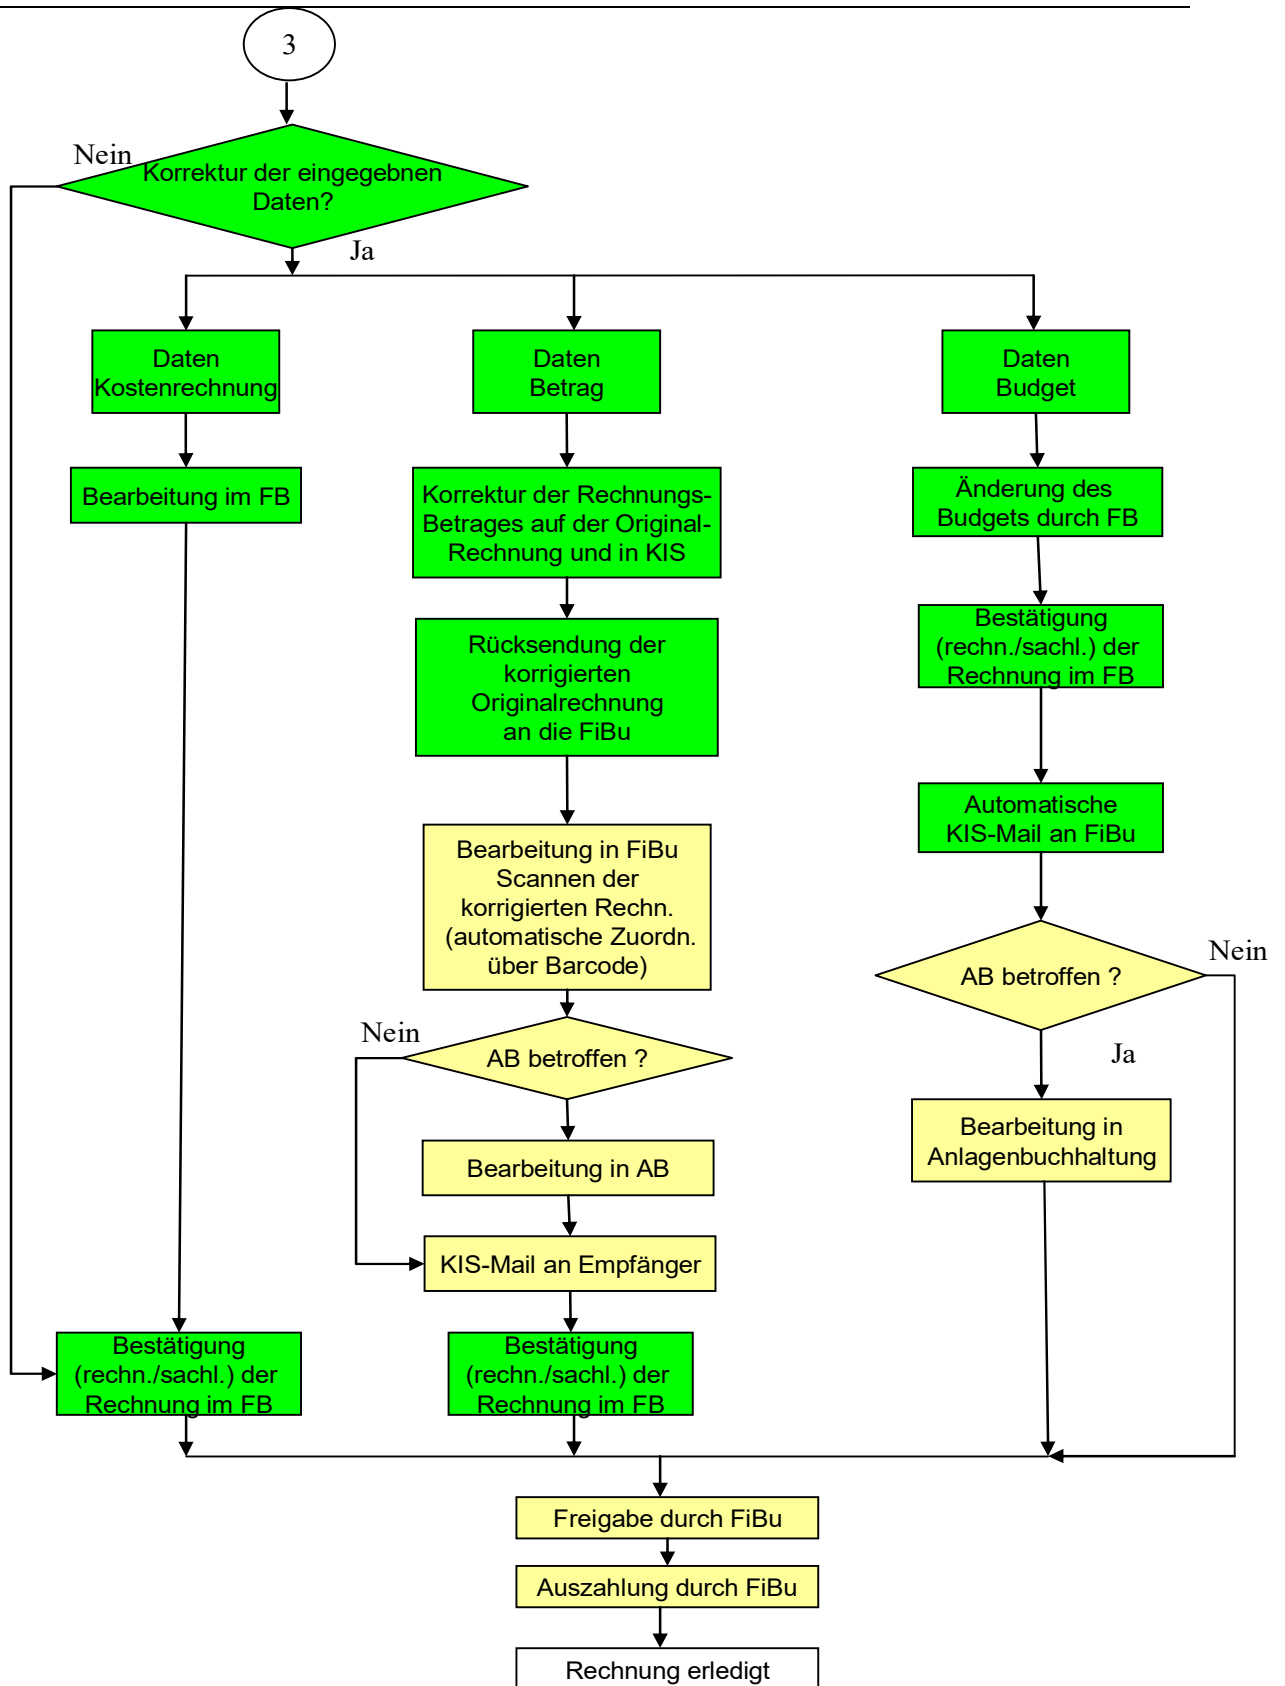 3
Nein
Korrektur der eingegebnen
Daten?
Ja
Daten
Kostenrechnung
Bearbeitung im FB
Daten
Betrag
Korrektur der Rechnungs-
Betrages auf der Original-
Rechnung und in KIS
Rücksendung der
korrigierten
Originalrechnung
an die FiBu
Bearbeitung in FiBu
Scannen der
korrigierten Rechn.
(automatische Zuordn.
über Barcode)
Nein
AB betroffen ?
Bearbeitung in AB
KIS-Mail an Empfänger
Daten
Budget
Änderung des
Budgets durch FB
Bestätigung
(rechn./sachl.) der
Rechnung im FB
Automatische
KIS-Mail an FiBu
Nein
AB betroffen ?
Ja
Bearbeitung in
Anlagenbuchhaltung
Bestätigung
(rechn./sachl.) der
Rechnung im FB
Bestätigung
(rechn./sachl.) der
Rechnung im FB
Freigabe durch FiBu
Auszahlung durch FiBu
Rechnung erledigt